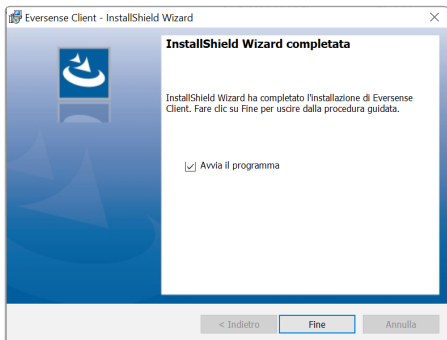 Eversense Client - InstallShield Wizard
InstallShield Wizard completata
InstallShield Wizard ha completato l'installazione di Eversense
Client. Fare clic su Fine per uscire dalla procedura guidata.
Avvia il programma
< Indietro
Fine
Annulla